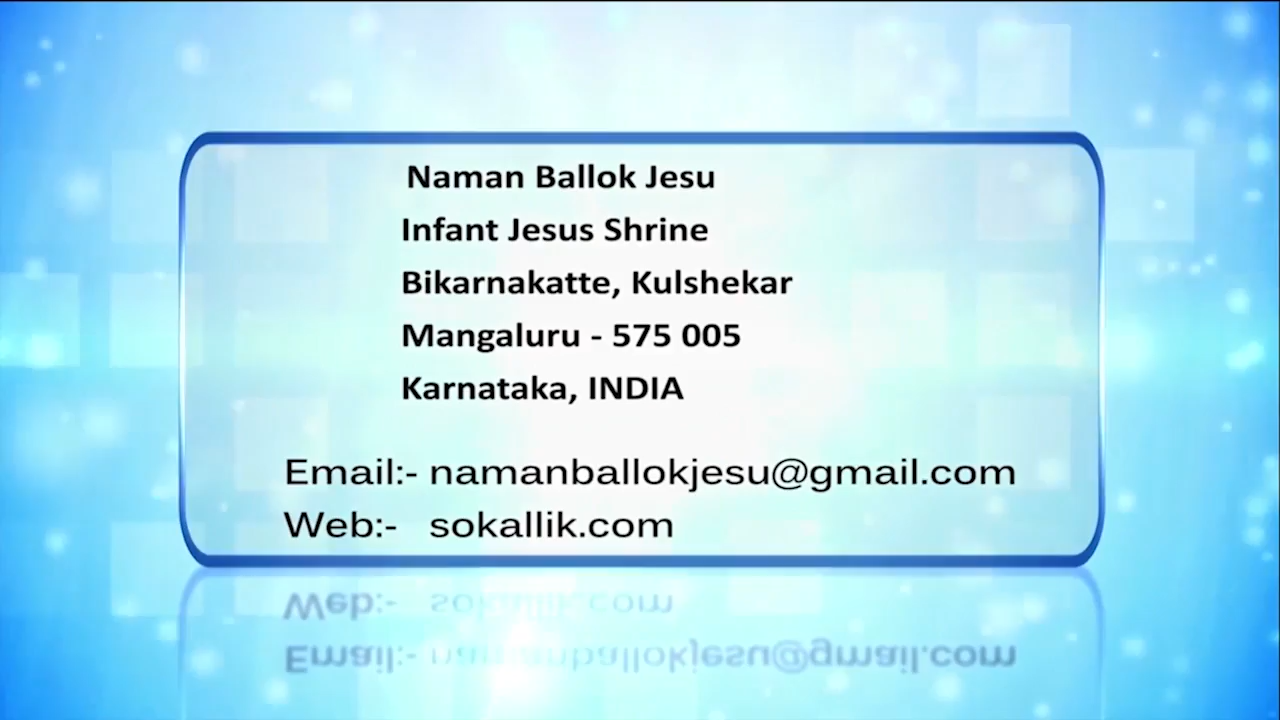 Naman Ballok Jesu
Infant Jesus Shrine
Bikarnakatte, Kulshekar
Mangaluru - 575 005
Karnataka, INDIA
Email:- namanballokjesu@gmail.com
Web:- sokallik.com